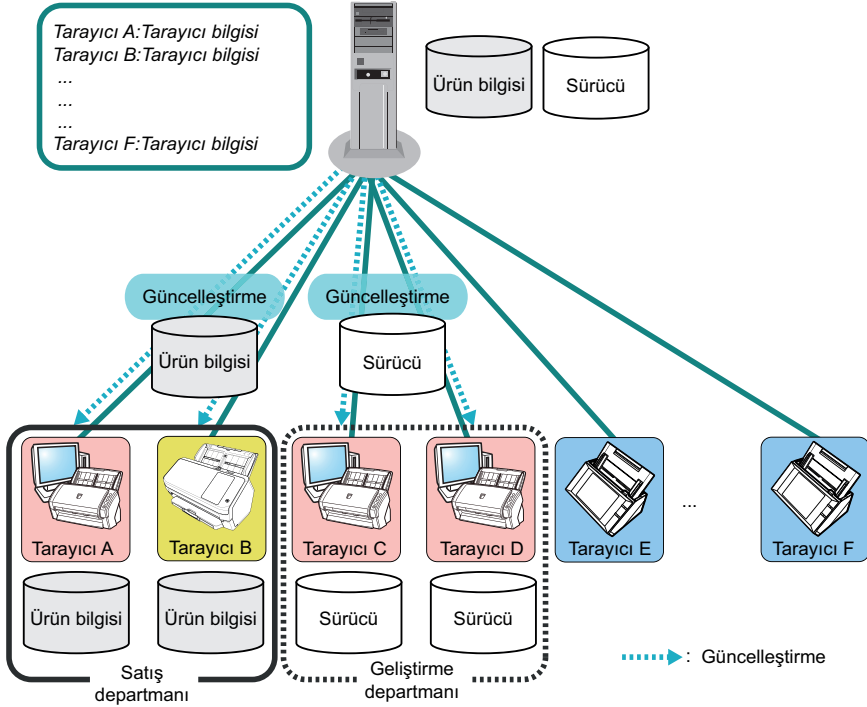 Tarayıcı A:Tarayıcı bilgisi
Tarayıcı B:Tarayıcı bilgisi
...
...
...
Tarayıcı F:Tarayıcı bilgisi
Ürün bilgisi
Sürücü
Güncelleştirme
Güncelleştirme
Ürün bilgisi
Sürücü
Tarayıcı A
Tarayıcı B
Tarayıcı C
Tarayıcı D
Tarayıcı E
...
Tarayıcı F
Ürün bilgisi
Ürün bilgisi
Sürücü
Sürücü
Satış
departmanı
Geliştirme
departmanı
: Güncelleştirme